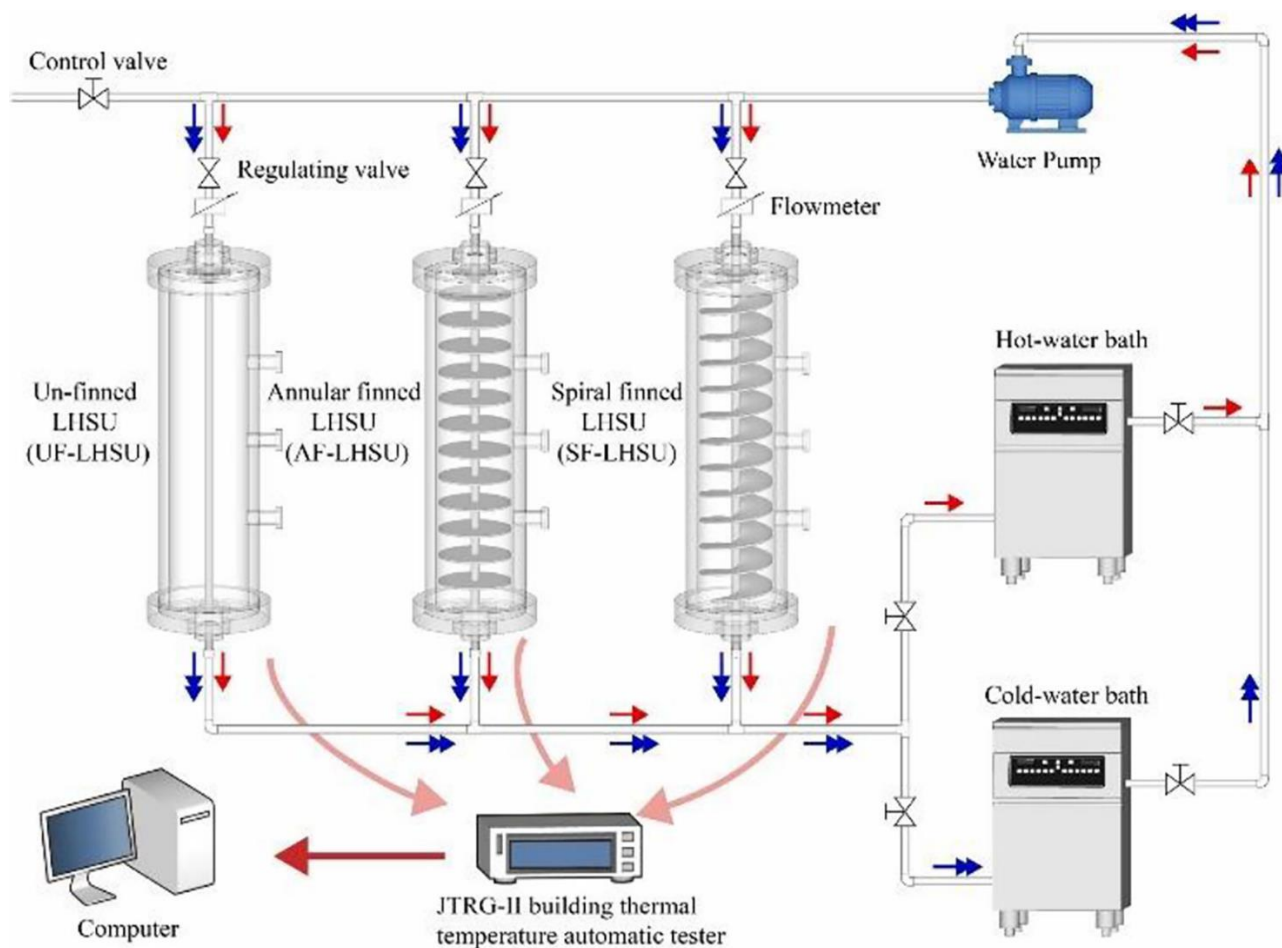 Control valve
Water Pump
Regulating valve
Flowmeter
Un-finned
LHSU
(UF-LHSU)
Annular finned
LHSU
(AF-LHSU)
Spiral finned
LHSU
(SF-LHSU)
Hot-water bath
Cold-water bath
Computer
JTRG-II building thermal
temperature automatic tester